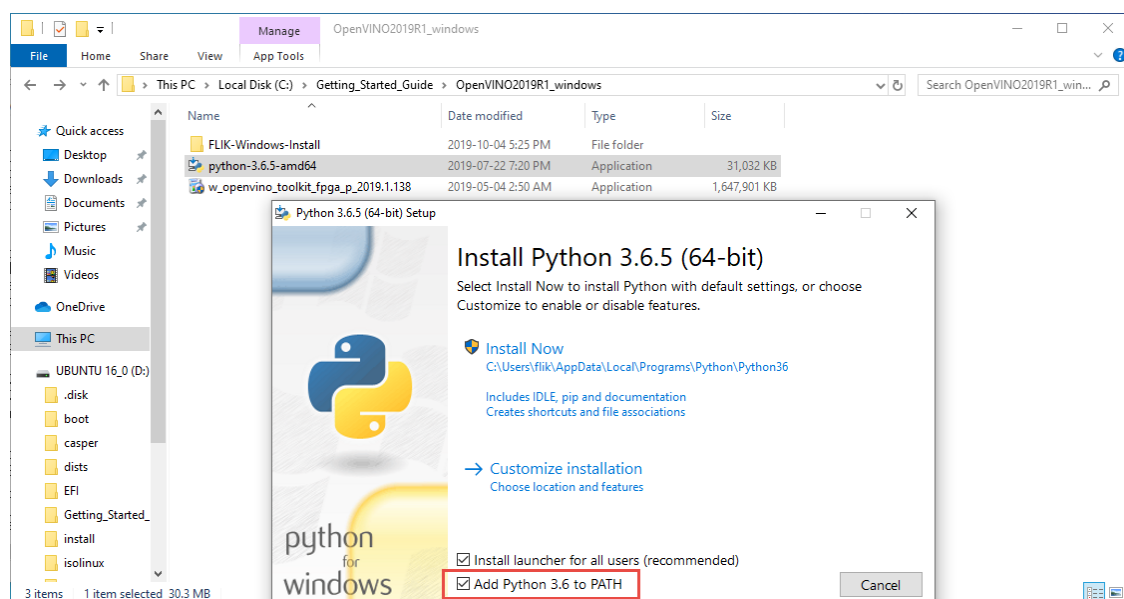 Manage
OpenVINO2019R1_windows
File Home Share View App Tools
This PC > Local Disk (C:) > Getting_Started_Guide > OpenVINO2019R1_windows
Search OpenVINO2019R1_win...
Name Date modified Type Size
Quick access
Desktop
Downloads
Documents
Pictures
Music
Videos
OneDrive
This PC
UBUNTU 16_0 (D:)
.disk
boot
casper
dists
EFI
Getting_Started_
install
isolinux
FLIK-Windows-Install 2019-10-04 5:25 PM File folder
python-3.6.5-amd64 2019-07-22 7:20 PM Application 31,032 KB
w_openvino_toolkit_fpga_p_2019.1.138 2019-05-04 2:50 AM Application 1,647,901 KB
Python 3.6.5 (64-bit) Setup
Install Python 3.6.5 (64-bit)
Select Install Now to install Python with default settings, or choose
Customize to enable or disable features.
Install Now
C:\Users\flik\AppData\Local\Programs\Python\Python36
Includes IDLE, pip and documentation
Creates shortcuts and file associations
Customize installation
Choose location and features
python
for
windows
Install launcher for all users (recommended)
Add Python 3.6 to PATH
Cancel
3 items 1 item selected 30.3 MB